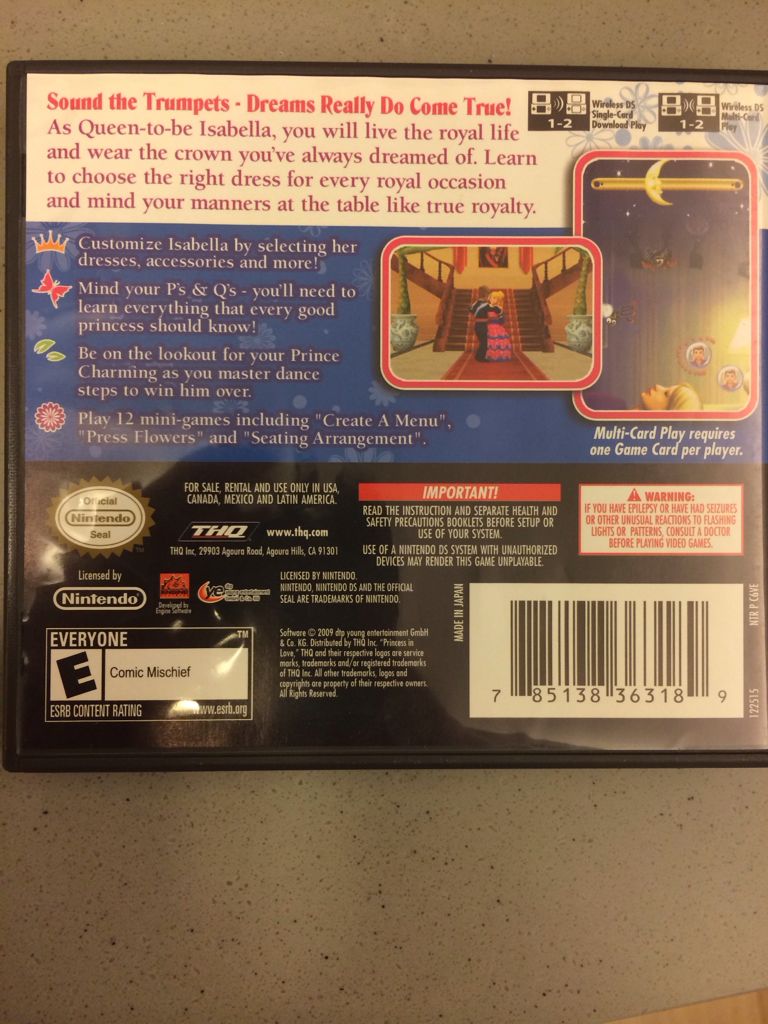 Sound the Trumpets - Dreams Really Do Come True!
As Queen-to-be Isabella, you will live the royal life
and wear the crown you've always dreamed of. Learn
to choose the right dress for every royal occasion
and mind your manners at the table like true royalty.
1-2
Wireless DS
Single-Card
Download Play
1-2
Wireless DS
Multi-Card
Play
Customize Isabella by selecting her
dresses, accessories and more!
Mind your P's & Q's - you'll need to
learn everything that every good
princess should know!
Be on the lookout for your Prince
Charming as you master dance
steps to win him over.
Play 12 mini-games including "Create A Menu",
"Press Flowers" and "Seating Arrangement".
Multi-Card Play requires
one Game Card per player.
Official
Nintendo
Seal
TM
FOR SALE, RENTAL AND USE ONLY IN USA,
CANADA, MEXICO AND LATIN AMERICA.
THQ
www.thq.com
THQ Inc, 29903 Agoura Road, Agoura Hills, CA 91301
IMPORTANT!
READ THE INSTRUCTION AND SEPARATE HEALTH AND
SAFETY PRECAUTIONS BOOKLETS BEFORE SETUP OR
USE OF YOUR SYSTEM.
USE OF A NINTENDO DS SYSTEM WITH UNAUTHORIZED
DEVICES MAY RENDER THIS GAME UNPLAYABLE.
WARNING:
IF YOU HAVE EPILEPSY OR HAVE HAD SEIZURES
OR OTHER UNUSUAL REACTIONS TO FLASHING
LIGHTS OR PATTERNS, CONSULT A DOCTOR
BEFORE PLAYING VIDEO GAMES.
Licensed by
Nintendo
ENGINE
Developed by
Engine Software
dtp
young entertainment
GmbH & Co. KG
LICENSED BY NINTENDO.
NINTENDO, NINTENDO DS AND THE OFFICIAL
SEAL ARE TRADEMARKS OF NINTENDO.
EVERYONE
TM
E
Comic Mischief
ESRB CONTENT RATING
www.esrb.org
Software © 2009 dtp young entertainment GmbH
& Co. KG. Distributed by THQ Inc. "Princess in
Love," THQ and their respective logos are service
marks, trademarks and/or registered trademarks
of THQ Inc. All other trademarks, logos and
copyrights are property of their respective owners.
All Rights Reserved.
MADE IN JAPAN
7 85138 36318 9
NTR P C6VE
122515